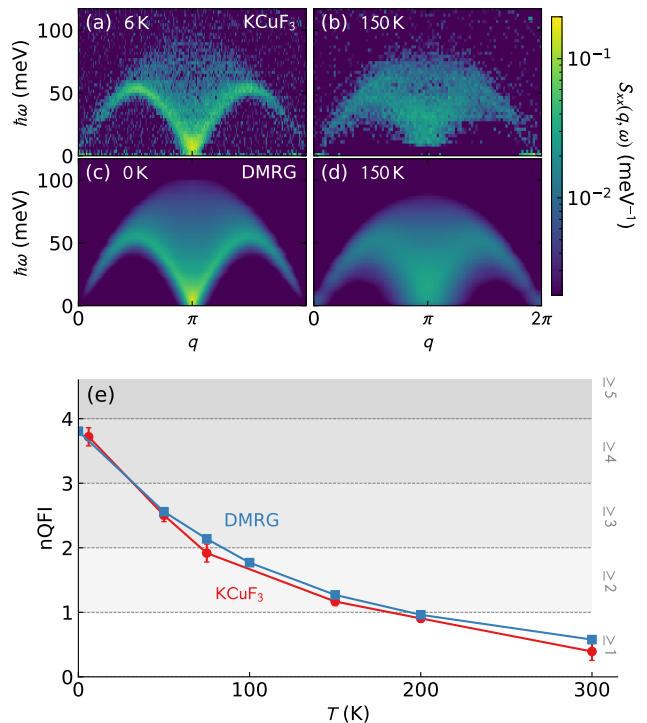 (a) 6 K KCuF₃
(b) 150 K
100
50
0
ħω (meV)
(c) 0 K DMRG
(d) 150 K
100
50
0
ħω (meV)
0 π
q
0 π 2π
q
10⁻¹
10⁻²
Sₓₓ(q, ω) (meV⁻¹)
(e)
nQFI
4
3
2
1
0
DMRG
KCuF₃
≥ 5
≥ 4
≥ 3
≥ 2
≥ 1
0 100 200 300
T (K)